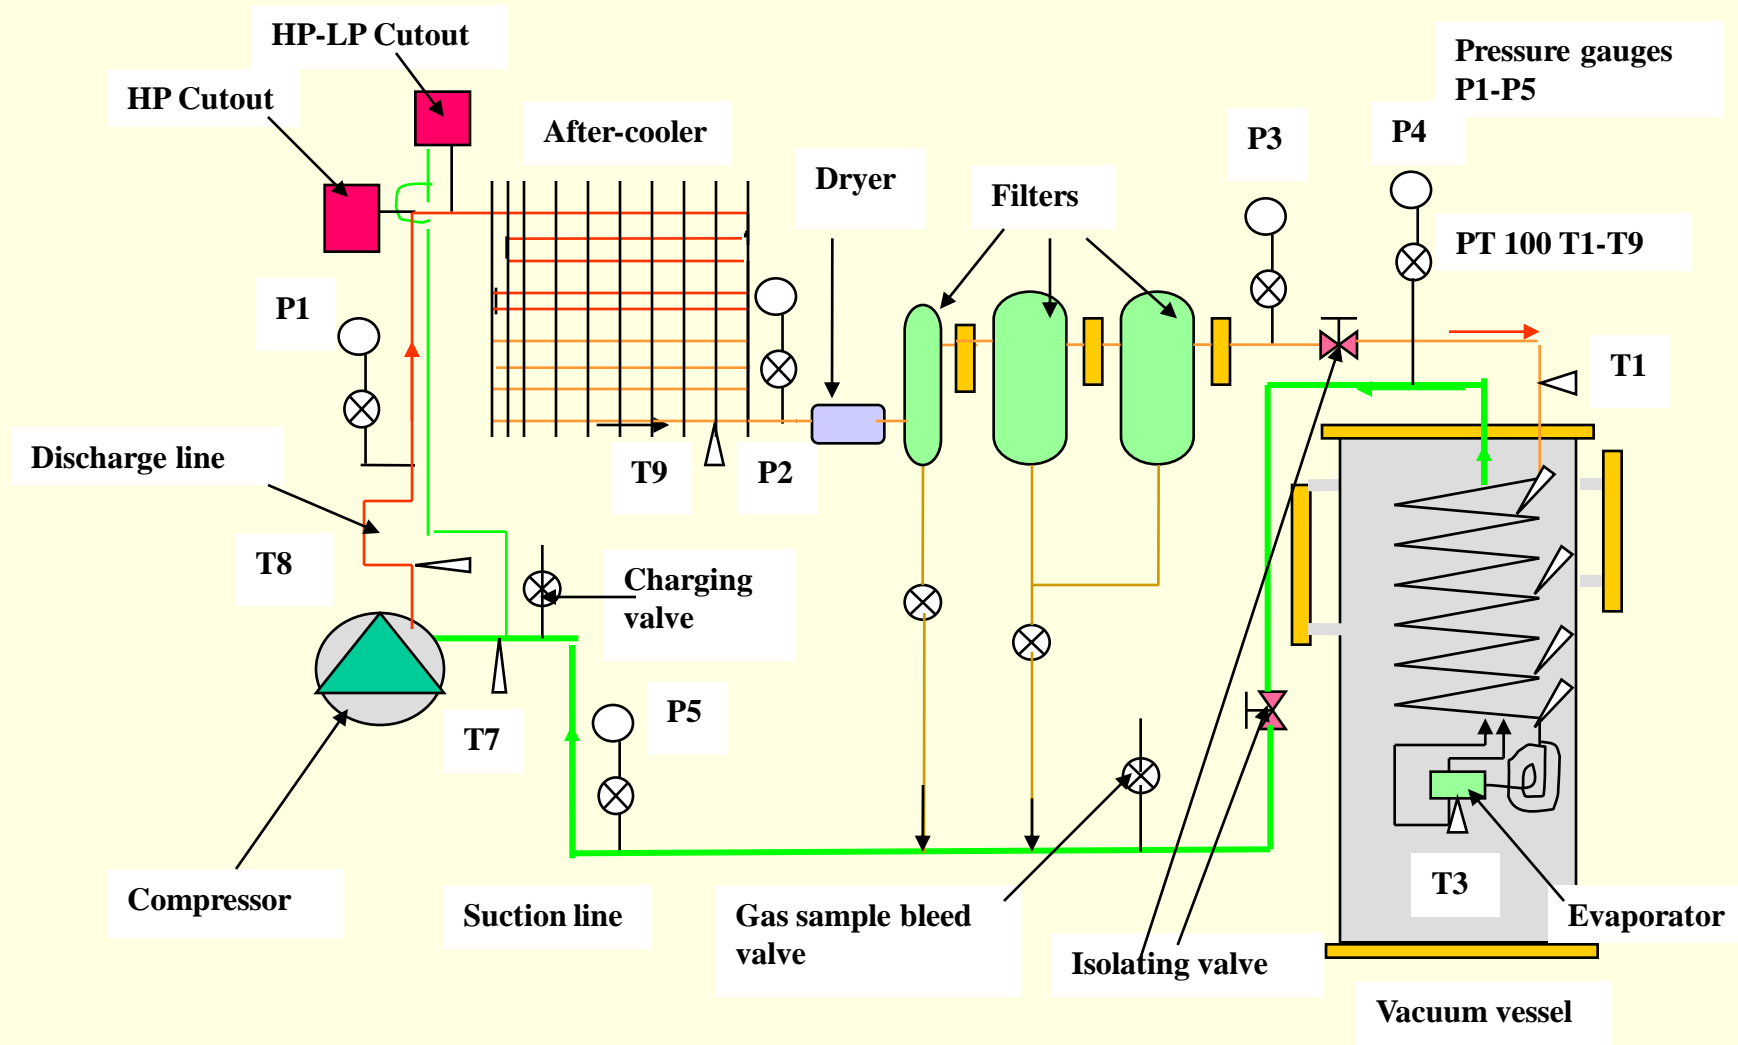 HP-LP Cutout
Pressure gauges
P1-P5
HP Cutout
After-cooler
P3
P4
Dryer
Filters
PT 100 T1-T9
P1
T1
Discharge line
T9
P2
T8
Charging
valve
P5
T7
T3
Compressor
Suction line
Gas sample bleed
valve
Evaporator
Isolating valve
Vacuum vessel